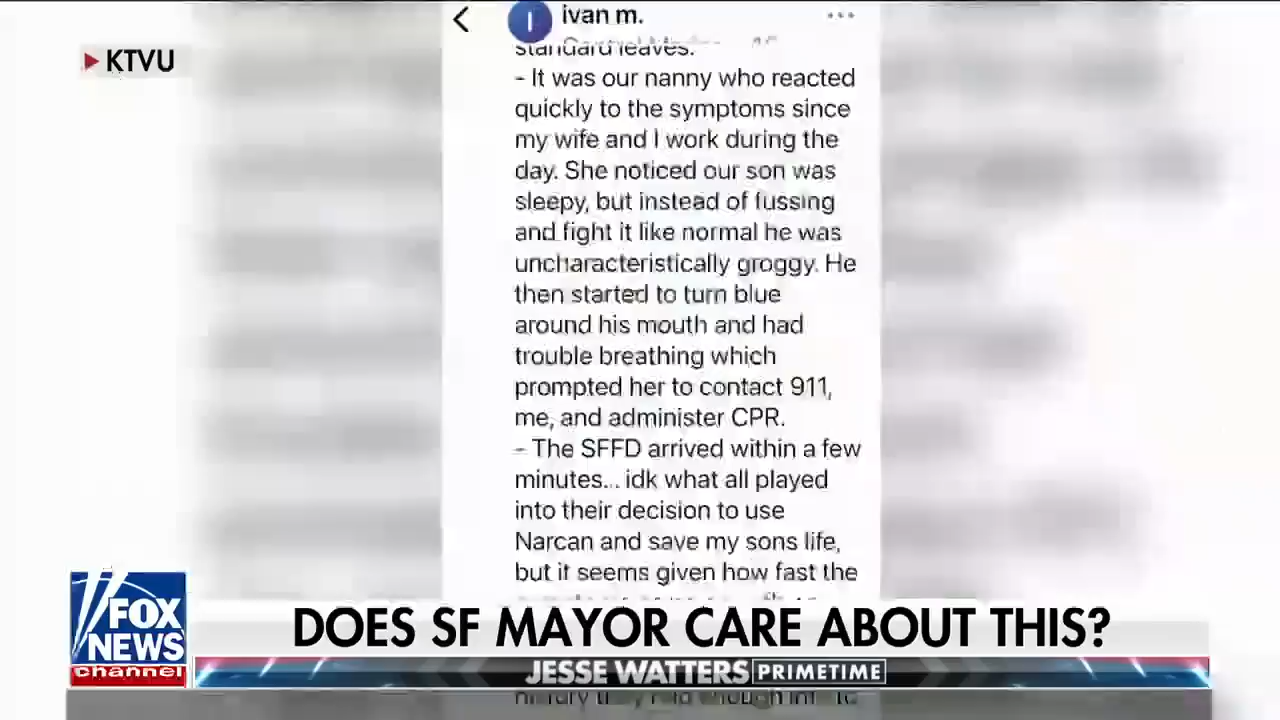 ivan m.
KTVU
standard leaves.
- It was our nanny who reacted
quickly to the symptoms since
my wife and I work during the
day. She noticed our son was
sleepy, but instead of fussing
and fight it like normal he was
uncharacteristically groggy. He
then started to turn blue
around his mouth and had
trouble breathing which
prompted her to contact 911,
me, and administer CPR.
- The SFFD arrived within a few
minutes... idk what all played
into their decision to use
Narcan and save my sons life,
but it seems given how fast the
DOES SF MAYOR CARE ABOUT THIS?
FOX
NEWS
channel
JESSE WATTERS PRIMETIME